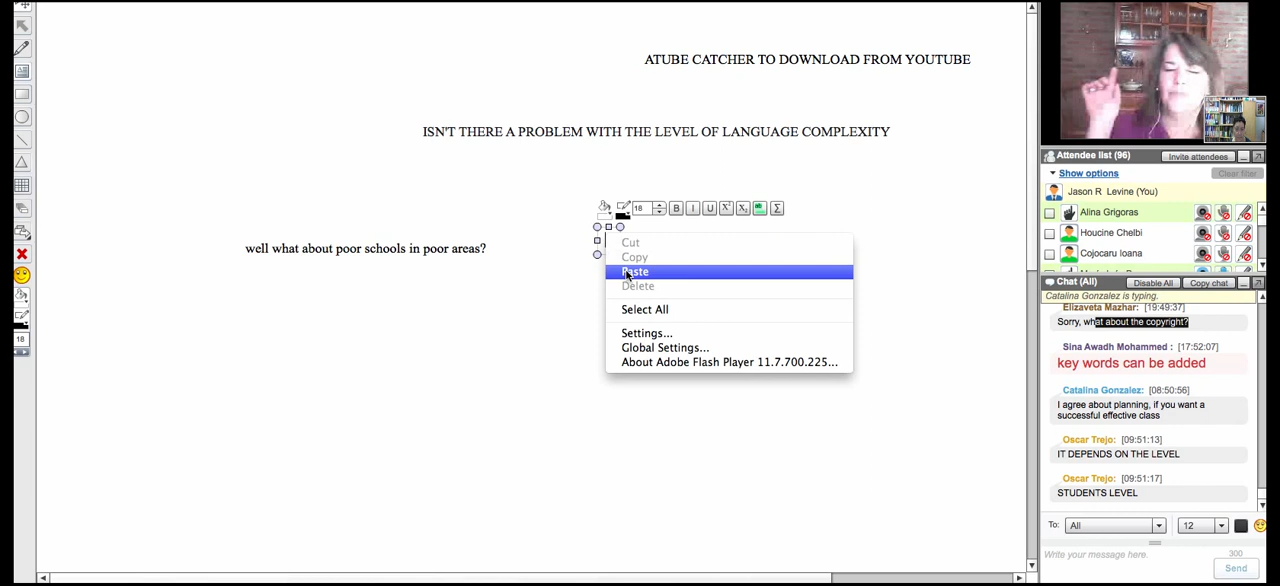 ATUBE CATCHER TO DOWNLOAD FROM YOUTUBE
ISN'T THERE A PROBLEM WITH THE LEVEL OF LANGUAGE COMPLEXITY
well what about poor schools in poor areas?
18
B I U X² X₂ Σ
Cut
Copy
Paste
Delete
Select All
Settings...
Global Settings...
About Adobe Flash Player 11.7.700.225...
18
Attendee list (96)
Invite attendees
Show options
Clear filter
Jason R Levine (You)
Alina Grigoras
Houcine Chelbi
Cojocaru Ioana
Chat (All)
Disable All
Copy chat
Catalina Gonzalez is typing.
Elizaveta Mazhar: [19:49:37]
Sorry, what about the copyright?
Sina Awadh Mohammed : [17:52:07]
key words can be added
Catalina Gonzalez: [08:50:56]
I agree about planning, if you want a
successful effective class
Oscar Trejo: [09:51:13]
IT DEPENDS ON THE LEVEL
Oscar Trejo: [09:51:17]
STUDENTS LEVEL
To: All 12
Write your message here.
300
Send